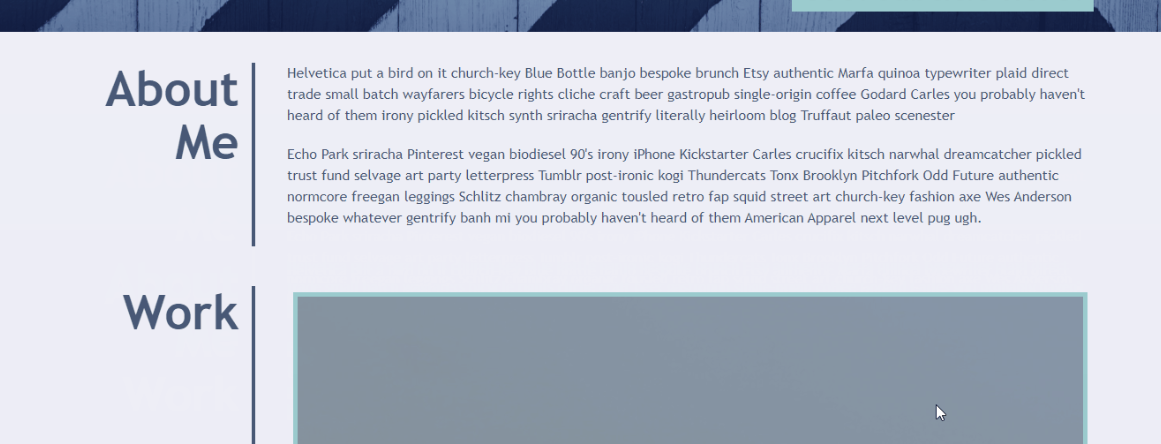 About
Me
Helvetica put a bird on it church-key Blue Bottle banjo bespoke brunch Etsy authentic Marfa quinoa typewriter plaid direct
trade small batch wayfarers bicycle rights cliche craft beer gastropub single-origin coffee Godard Carles you probably haven't
heard of them irony pickled kitsch synth sriracha gentrify literally heirloom blog Truffaut paleo scenester
Echo Park sriracha Pinterest vegan biodiesel 90's irony iPhone Kickstarter Carles crucifix kitsch narwhal dreamcatcher pickled
trust fund selvage art party letterpress Tumblr post-ironic kogi Thundercats Tonx Brooklyn Pitchfork Odd Future authentic
normcore freegan leggings Schlitz chambray organic tousled retro fap squid street art church-key fashion axe Wes Anderson
bespoke whatever gentrify banh mi you probably haven't heard of them American Apparel next level pug ugh.
Work